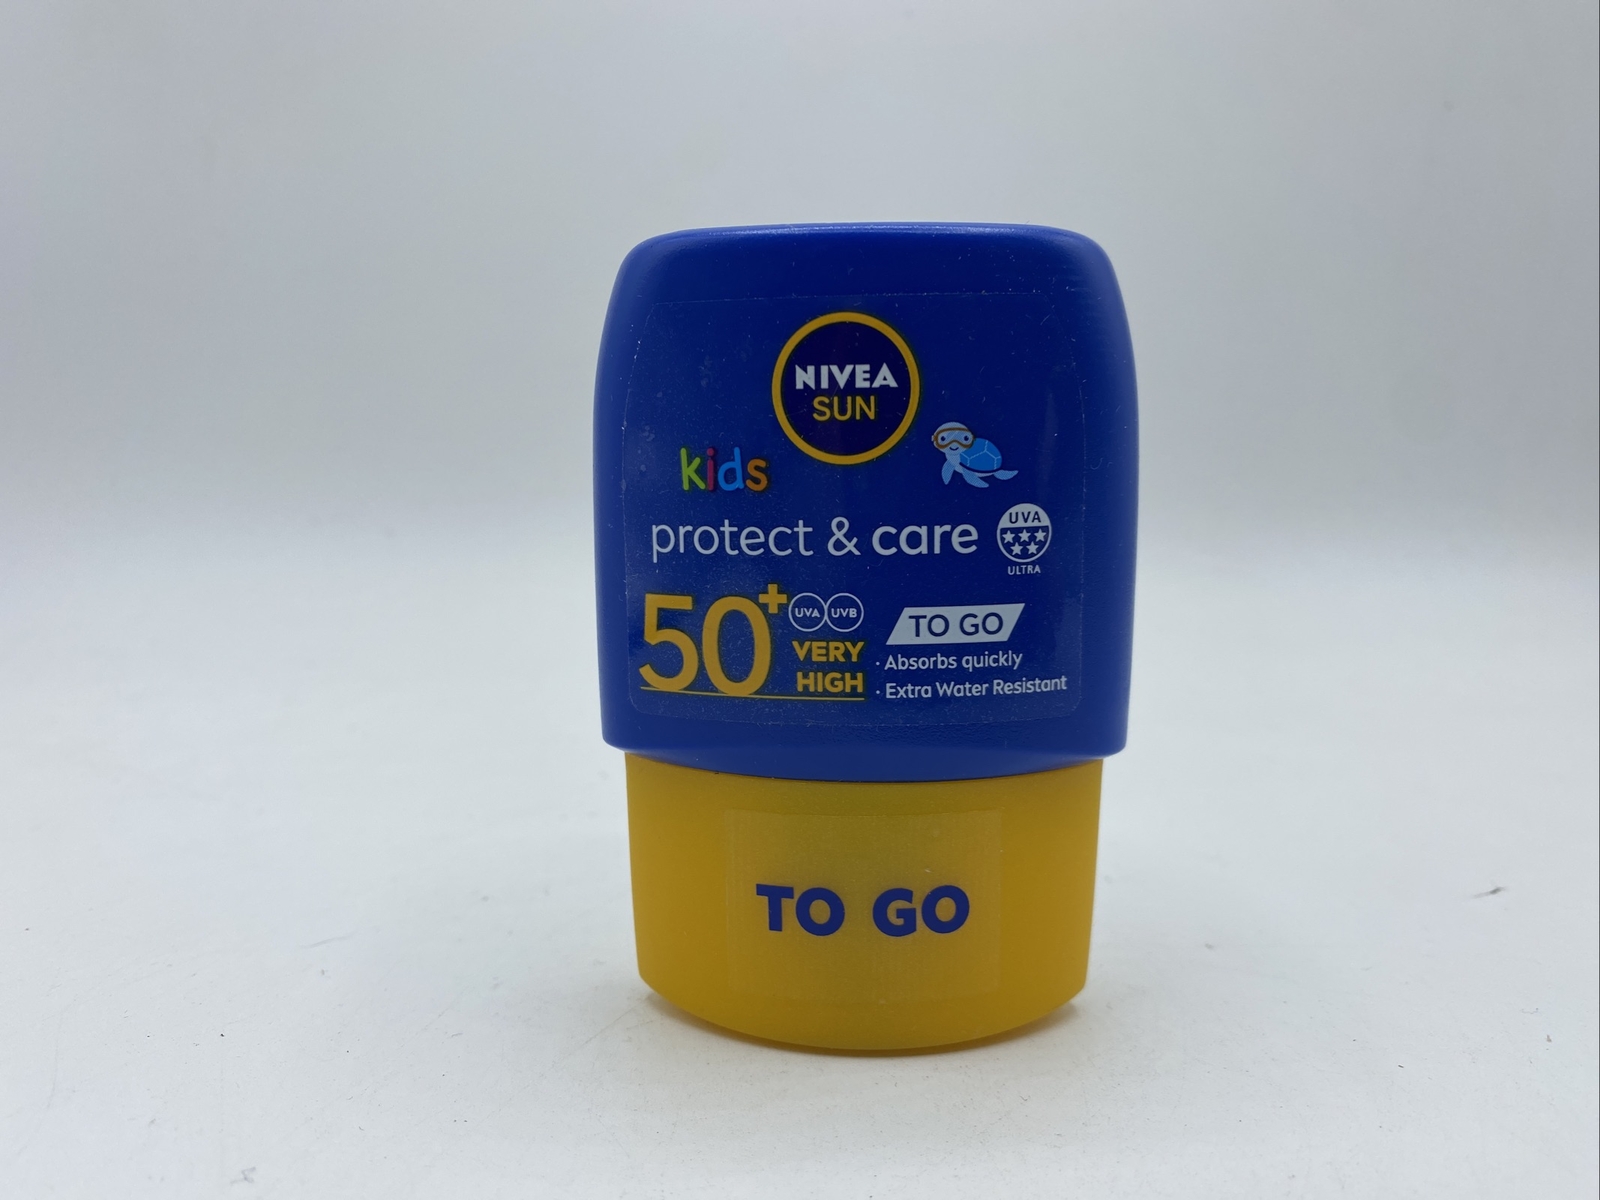 NIVEA
SUN
kids
protect & care
UVA
ULTRA
50+
UVA UVB
VERY
HIGH
TO GO
· Absorbs quickly
· Extra Water Resistant
TO GO